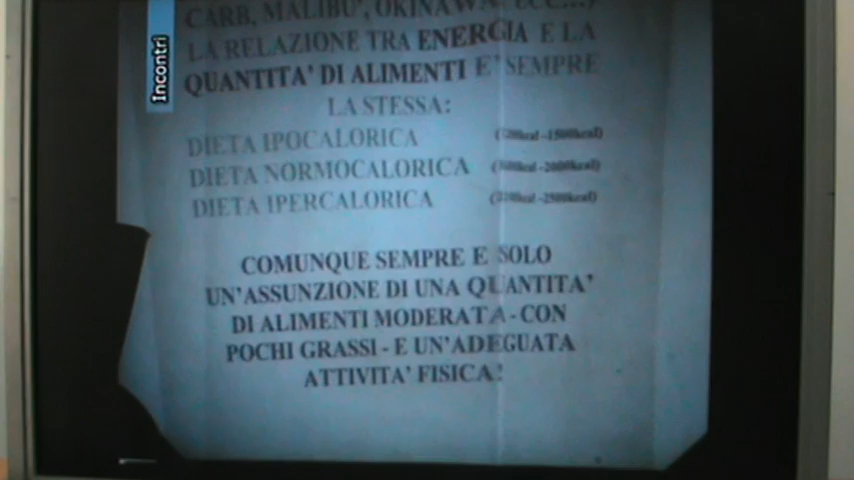 Incontri
CARB, MALIBU', OKINAWA, ECC...)
LA RELAZIONE TRA ENERGIA E LA
QUANTITA' DI ALIMENTI E' SEMPRE
LA STESSA:
DIETA IPOCALORICA
DIETA NORMOCALORICA
DIETA IPERCALORICA
COMUNQUE SEMPRE E SOLO
UN'ASSUNZIONE DI UNA QUANTITA'
DI ALIMENTI MODERATA - CON
POCHI GRASSI - E UN'ADEGUATA
ATTIVITA' FISICA!